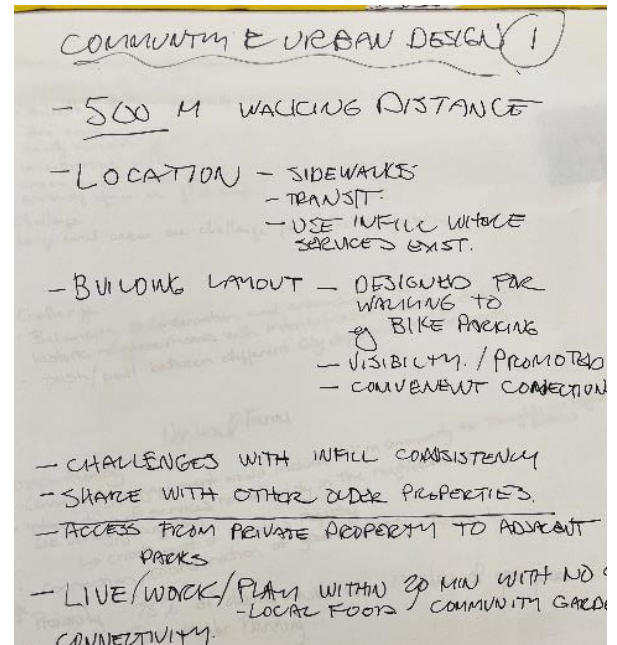 COMMUNITY & URBAN DESIGN 1
- 500 M WALKING DISTANCE
- LOCATION - SIDEWALKS
- TRANSIT.
- USE INFILL WHERE
SERVICES EXIST.
- BUILDING LAYOUT - DESIGNED FOR
WALKING TO
eg BIKE PARKING
- VISIBILITY. / PROMOTED
- CONVENIENT CONNECTION
- CHALLENGES WITH INFILL CONSISTENCY
- SHARE WITH OTHER OLDER PROPERTIES.
- ACCESS FROM PRIVATE PROPERTY TO ADJACENT
PARKS
- LIVE/WORK/PLAY WITHIN 20 MIN WITH NO
- LOCAL FOOD / COMMUNITY GARDE
CONNECTIVITY.